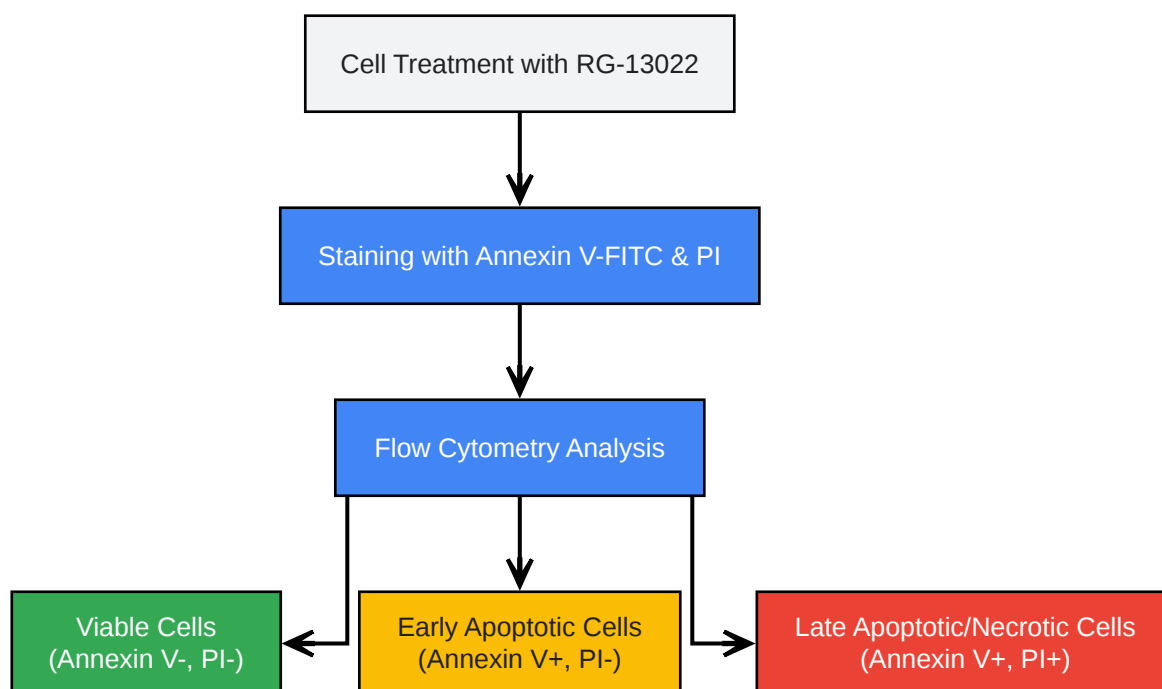 Cell Treatment with RG-13022
Staining with Annexin V-FITC & PI
Flow Cytometry Analysis
Viable Cells
(Annexin V-, PI-)
Early Apoptotic Cells
(Annexin V+, PI-)
Late Apoptotic/Necrotic Cells
(Annexin V+, PI+)